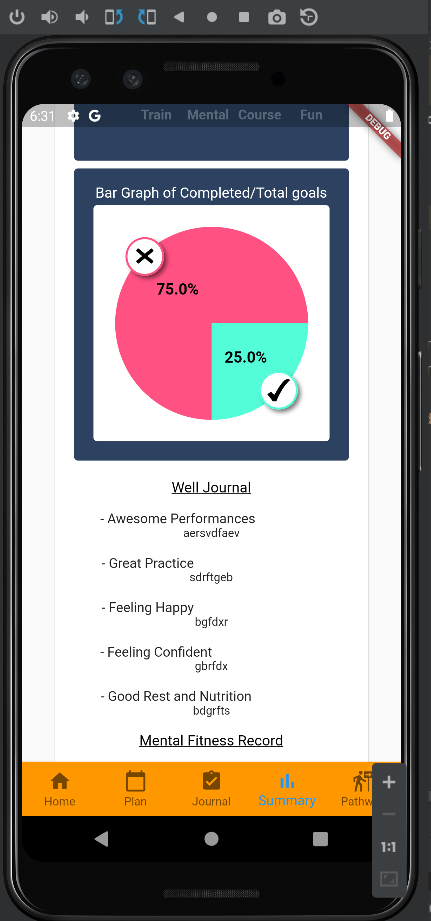 6:31 G
Train Mental Course Fun
DEBUG
Bar Graph of Completed/Total goals
75.0%
25.0%
Well Journal
- Awesome Performances
aersvdfaev
- Great Practice
sdrftgeb
- Feeling Happy
bgfdxr
- Feeling Confident
gbrfdx
- Good Rest and Nutrition
bdgrfts
Mental Fitness Record
Home Plan Journal Summary Pathw
1:1